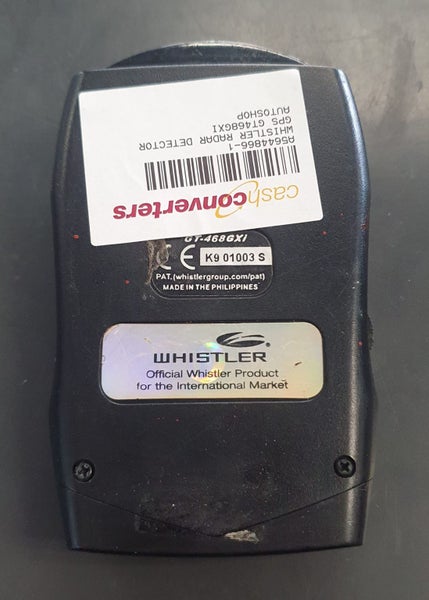 cash
converters
A5644866-1
WHISTLER RADAR DETECTOR
GPS GT468GXI
AUTOSHOP
GT-468GXi
CE K9 01003 S
PAT. (whistlergroup.com/pat)
MADE IN THE PHILIPPINES
WHISTLER
Official Whistler Product
for the International Market